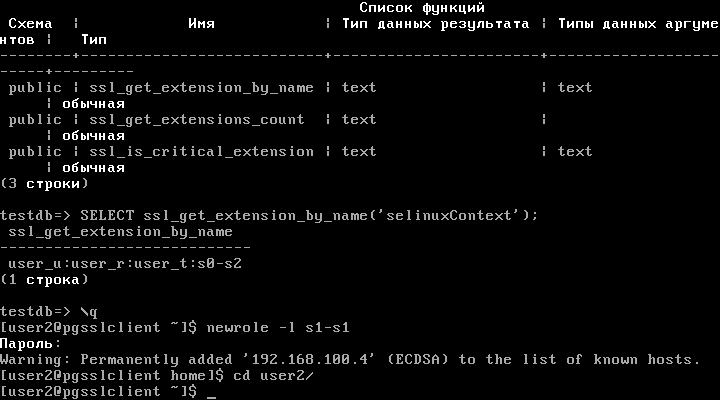 Список функций
Схема ¦ Имя ¦ Тип данных результата ¦ Типы данных аргуме
нтов ¦ Тип
--------+---------------------------+-----------------------+------------------
-----+---------
public ¦ ssl_get_extension_by_name ¦ text ¦ text
¦ обычная
public ¦ ssl_get_extensions_count ¦ text ¦
¦ обычная
public ¦ ssl_is_critical_extension ¦ text ¦ text
¦ обычная
(3 строки)
testdb=> SELECT ssl_get_extension_by_name('selinuxContext');
ssl_get_extension_by_name
---------------------------
user_u:user_r:user_t:s0-s2
(1 строка)
testdb=> \q
[user2@pgsslclient ~]$ newrole -l s1-s1
Пароль:
Warning: Permanently added '192.168.100.4' (ECDSA) to the list of known hosts.
[user2@pgsslclient home]$ cd user2/
[user2@pgsslclient ~]$ _